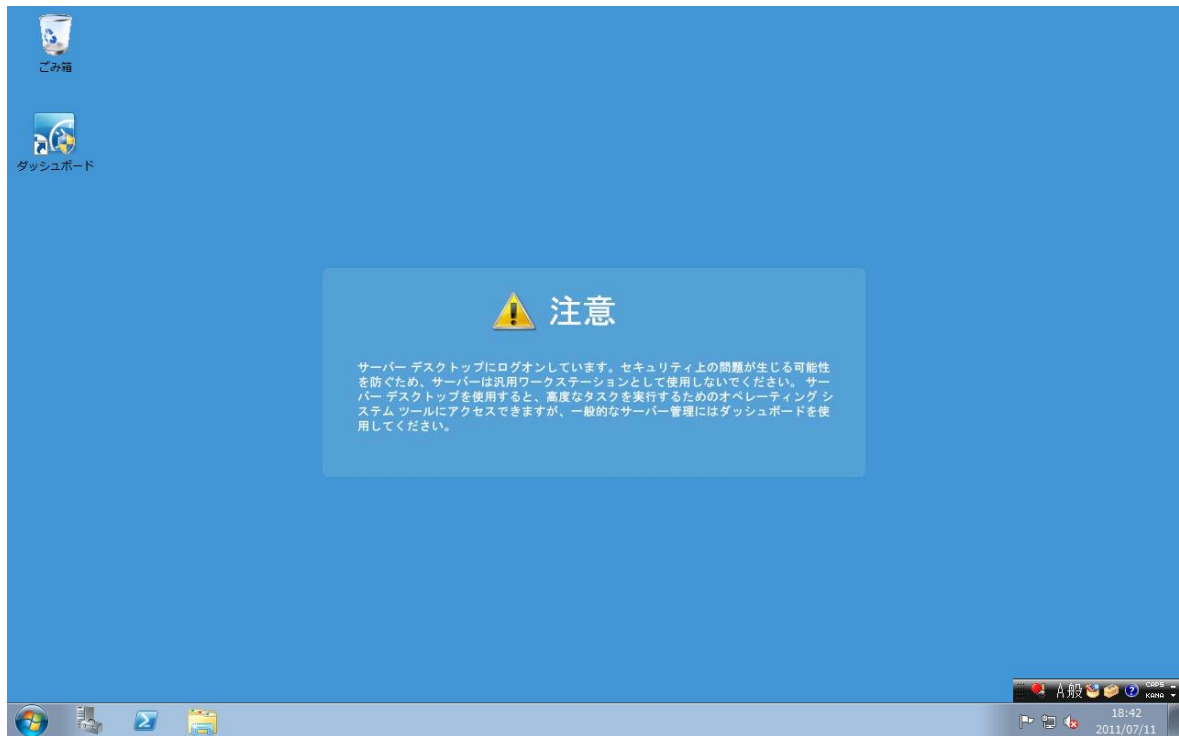 ごみ箱
ダッシュボード
注意
サーバー デスクトップにログオンしています。セキュリティ上の問題が生じる可能性
を防ぐため、サーバーは汎用ワークステーションとして使用しないでください。 サー
バー デスクトップを使用すると、高度なタスクを実行するためのオペレーティング シ
ステム ツールにアクセスできますが、一般的なサーバー管理にはダッシュボードを使
用してください。
A 般 CAPS
KANA
18:42
2011/07/11